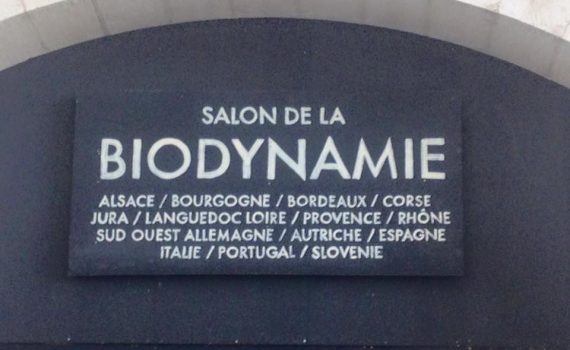 SALON DE LA
BIODYNAMIE
ALSACE / BOURGOGNE / BORDEAUX / CORSE
JURA / LANGUEDOC LOIRE / PROVENCE / RHÔNE
SUD OUEST ALLEMAGNE / AUTRICHE / ESPAGNE
ITALIE / PORTUGAL / SLOVENIE